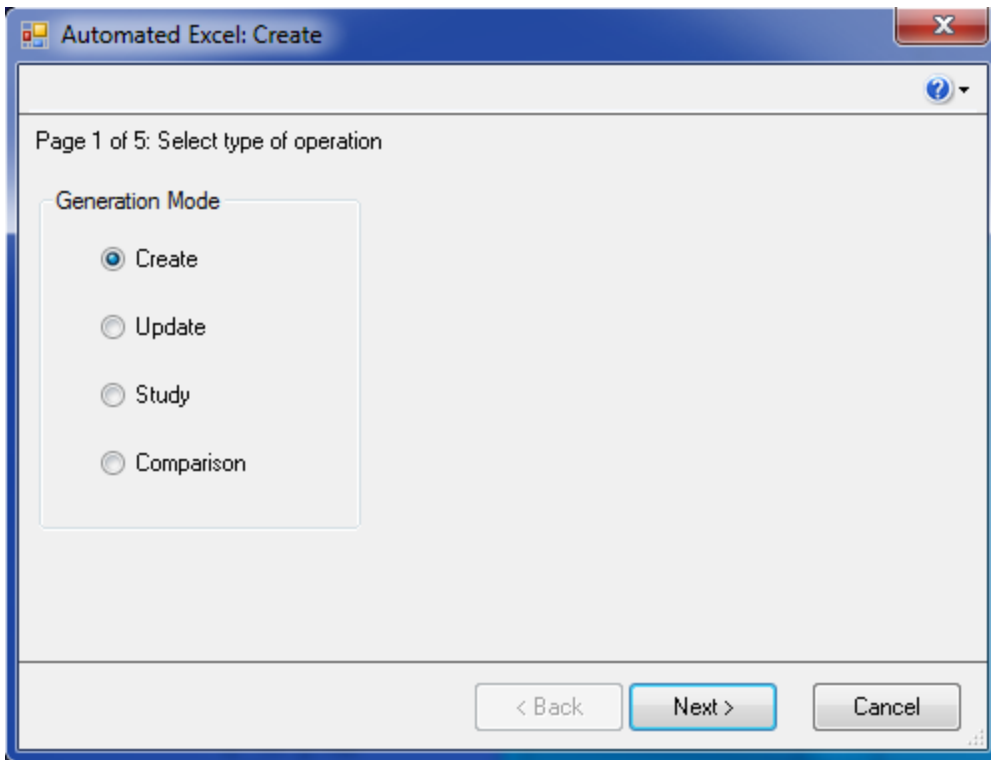 Automated Excel: Create
Page 1 of 5: Select type of operation
Generation Mode
Create
Update
Study
Comparison
< Back Next > Cancel